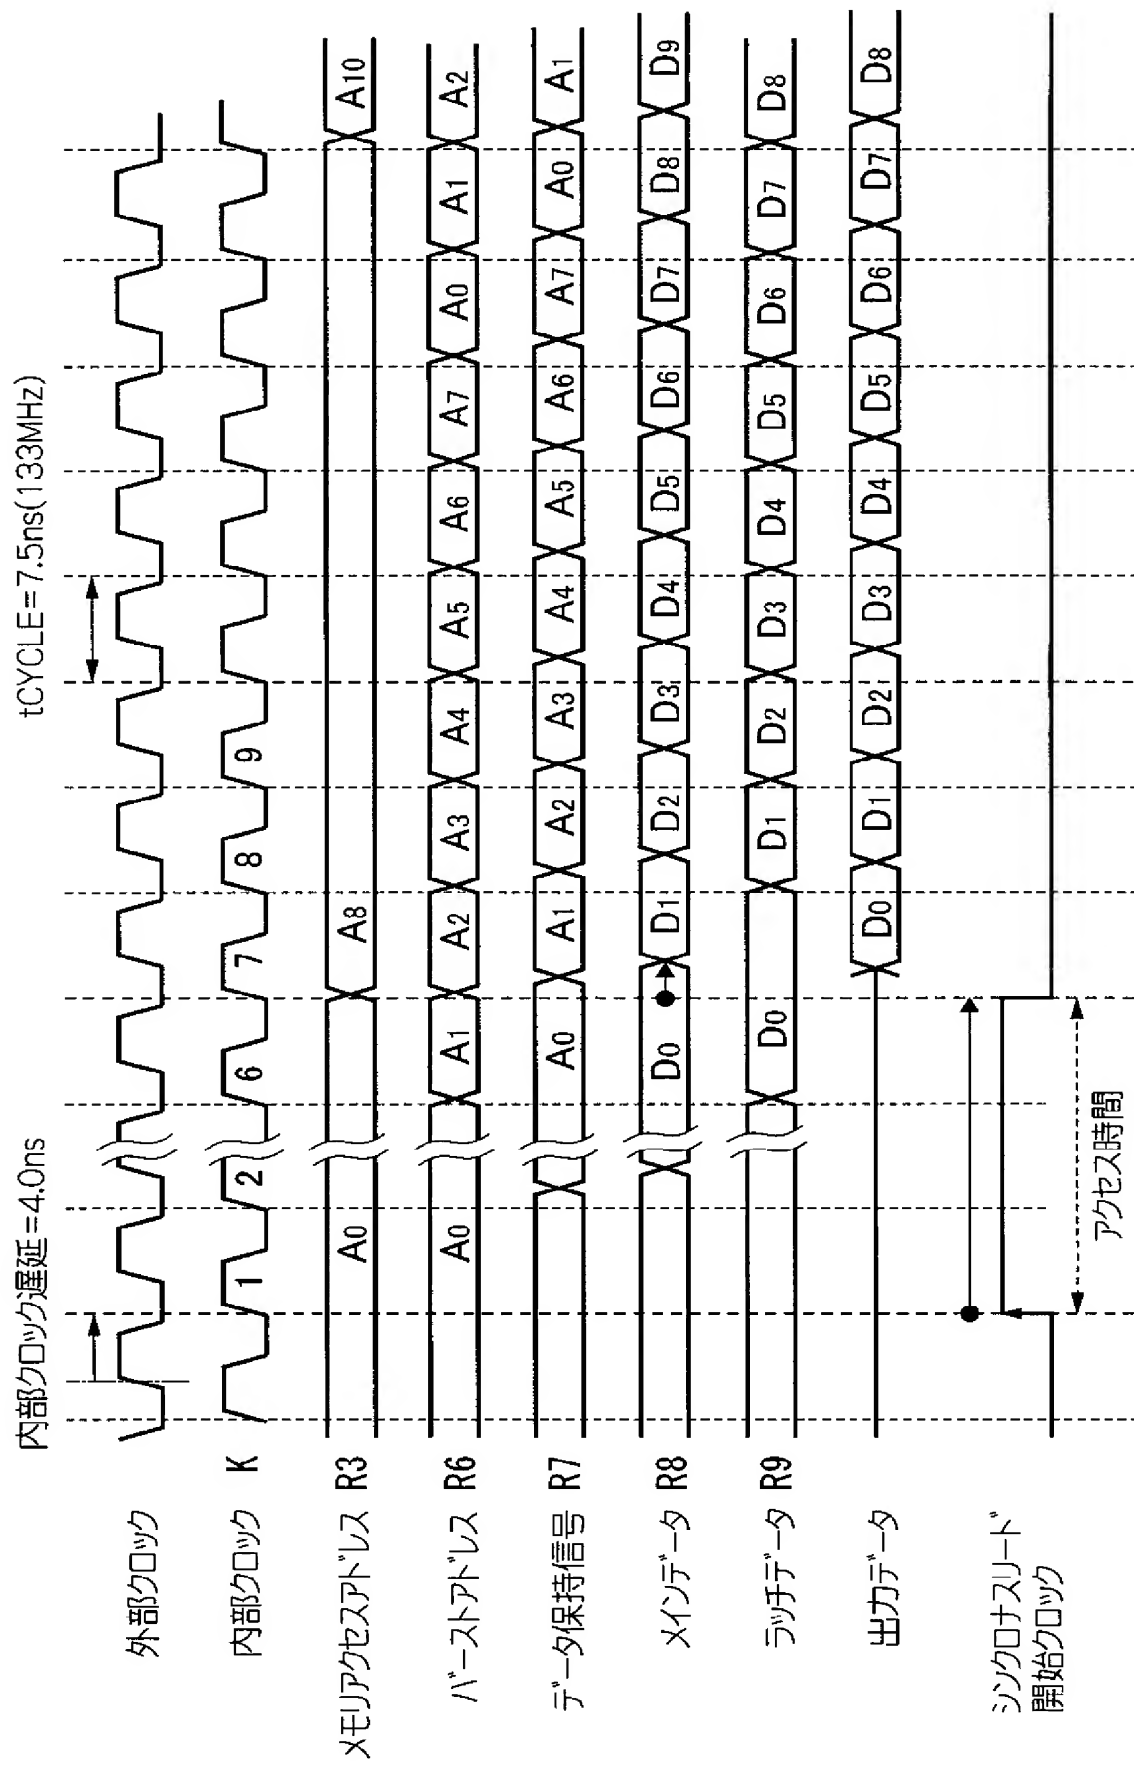 内部クロック遅延=4.0ns
tCYCLE=7.5ns(133MHz)
外部クロック
内部クロック K
1 2 6 7 8 9
メモリアクセスアドレス R3
A0 A8 A10
バーストアドレス R6
A0 A1 A2 A3 A4 A5 A6 A7 A0 A1 A2
データ保持信号 R7
A0 A1 A2 A3 A4 A5 A6 A7 A0 A1
メインデータ R8
D0 D1 D2 D3 D4 D5 D6 D7 D8 D9
ラッチデータ R9
D0 D1 D2 D3 D4 D5 D6 D7 D8
出力データ
D0 D1 D2 D3 D4 D5 D6 D7 D8
シンクロナスリード
開始クロック
アクセス時間